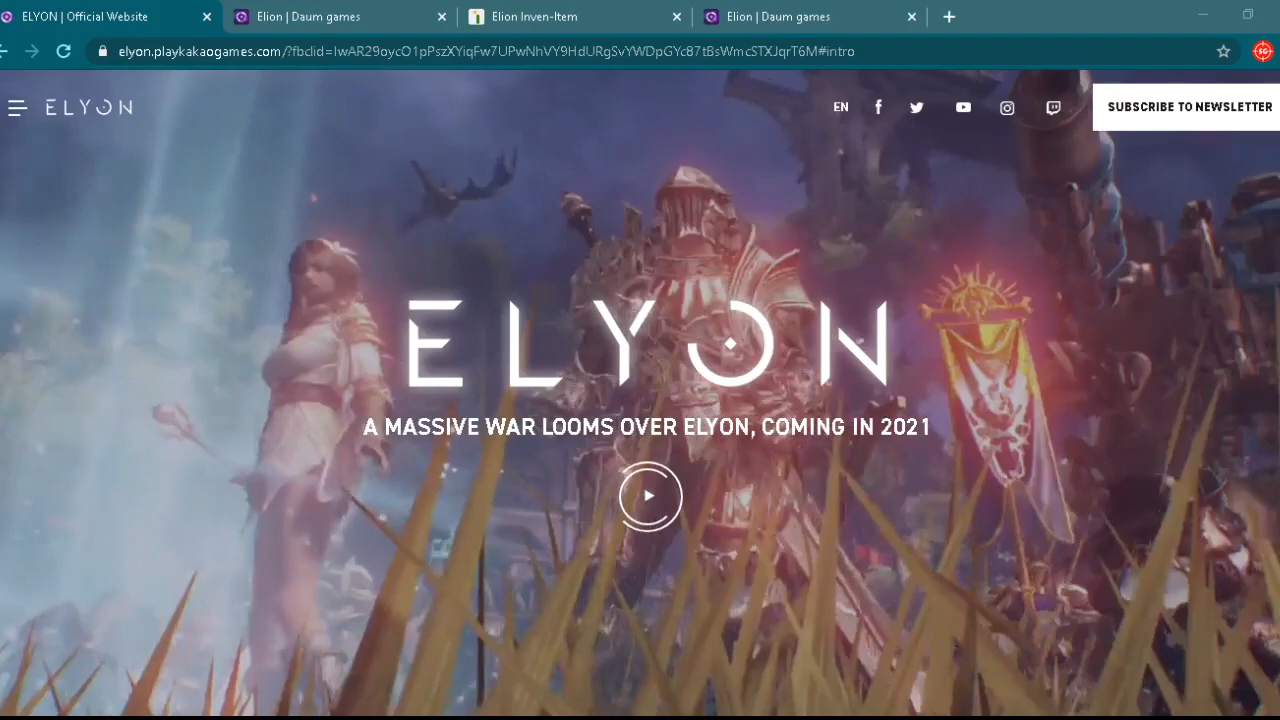 ELYON | Official Website
Elion | Daum games
Elion Inven-Item
Elion | Daum games
elyon.playkakaogames.com/?fbclid=IwAR29oycO1pPszXYiqFw7UPwNhVY9HdURgSvYWDpGYc87tBsWmcSTXJqrT6M#intro
SG
ELYON
EN
SUBSCRIBE TO NEWSLETTER
ELYON
A MASSIVE WAR LOOMS OVER ELYON, COMING IN 2021